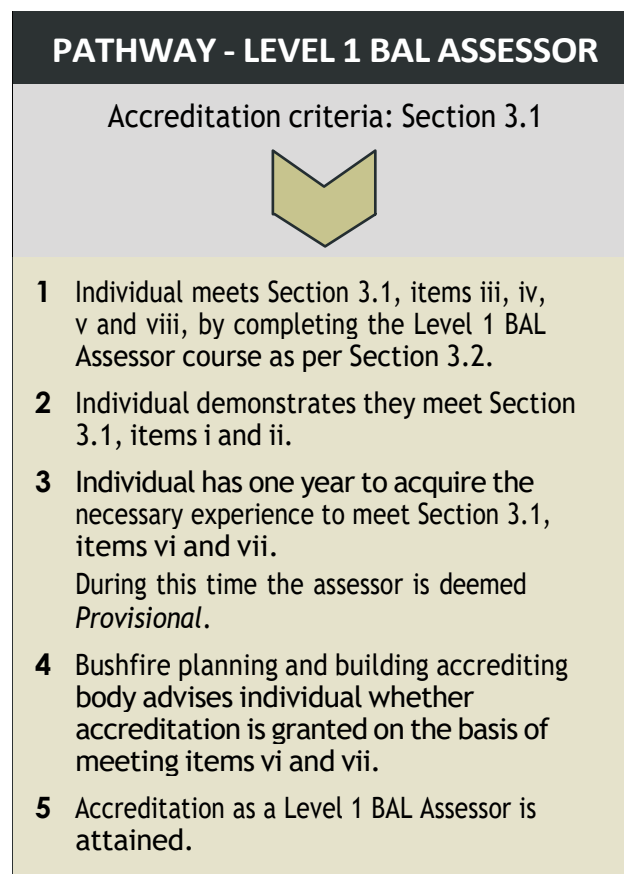 PATHWAY - LEVEL 1 BAL ASSESSOR
Accreditation criteria: Section 3.1
1 Individual meets Section 3.1, items iii, iv,
v and viii, by completing the Level 1 BAL
Assessor course as per Section 3.2.
2 Individual demonstrates they meet Section
3.1, items i and ii.
3 Individual has one year to acquire the
necessary experience to meet Section 3.1,
items vi and vii.
During this time the assessor is deemed
Provisional.
4 Bushfire planning and building accrediting
body advises individual whether
accreditation is granted on the basis of
meeting items vi and vii.
5 Accreditation as a Level 1 BAL Assessor is
attained.